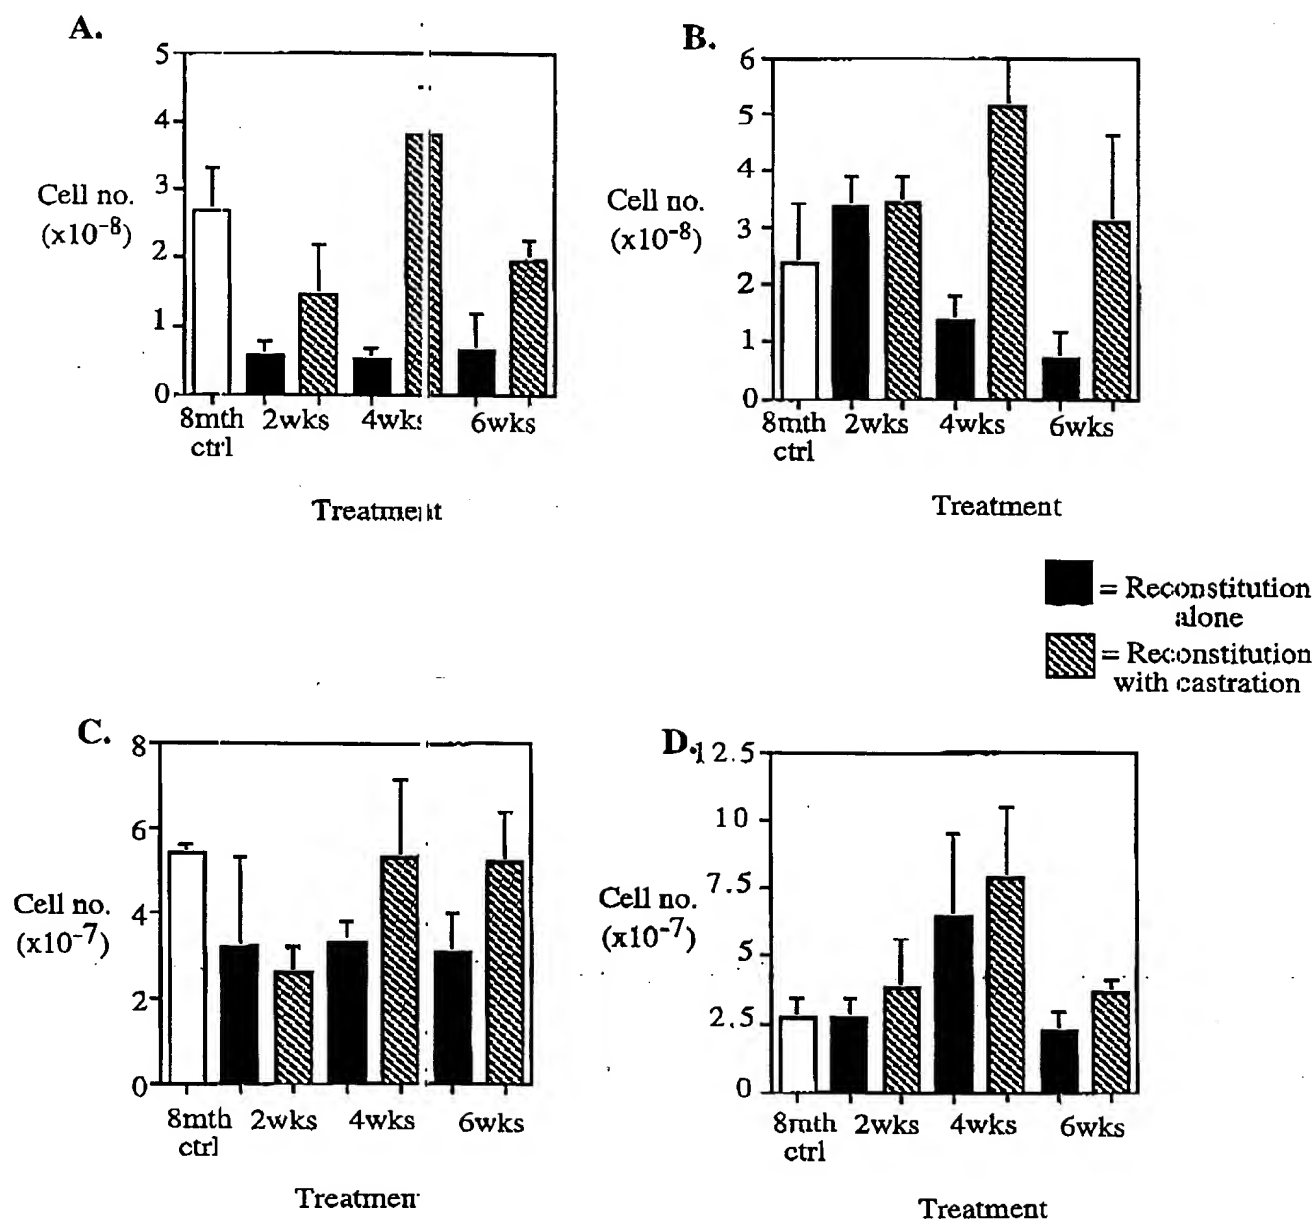 A.
5
4
3
2
1
0
Cell no.
(x10⁻⁸)
8mth 2wks 4wks 6wks
ctrl
Treatment
B.
6
5
4
3
2
1
0
Cell no.
(x10⁻⁸)
8mth 2wks 4wks 6wks
ctrl
Treatment
= Reconstitution
alone
= Reconstitution
with castration
C.
8
6
4
2
0
Cell no.
(x10⁻⁷)
8mth 2wks 4wks 6wks
ctrl
Treatmen
D.
12.5
10
7.5
5
2.5
0
Cell no.
(x10⁻⁷)
8mth 2wks 4wks 6wks
ctrl
Treatment